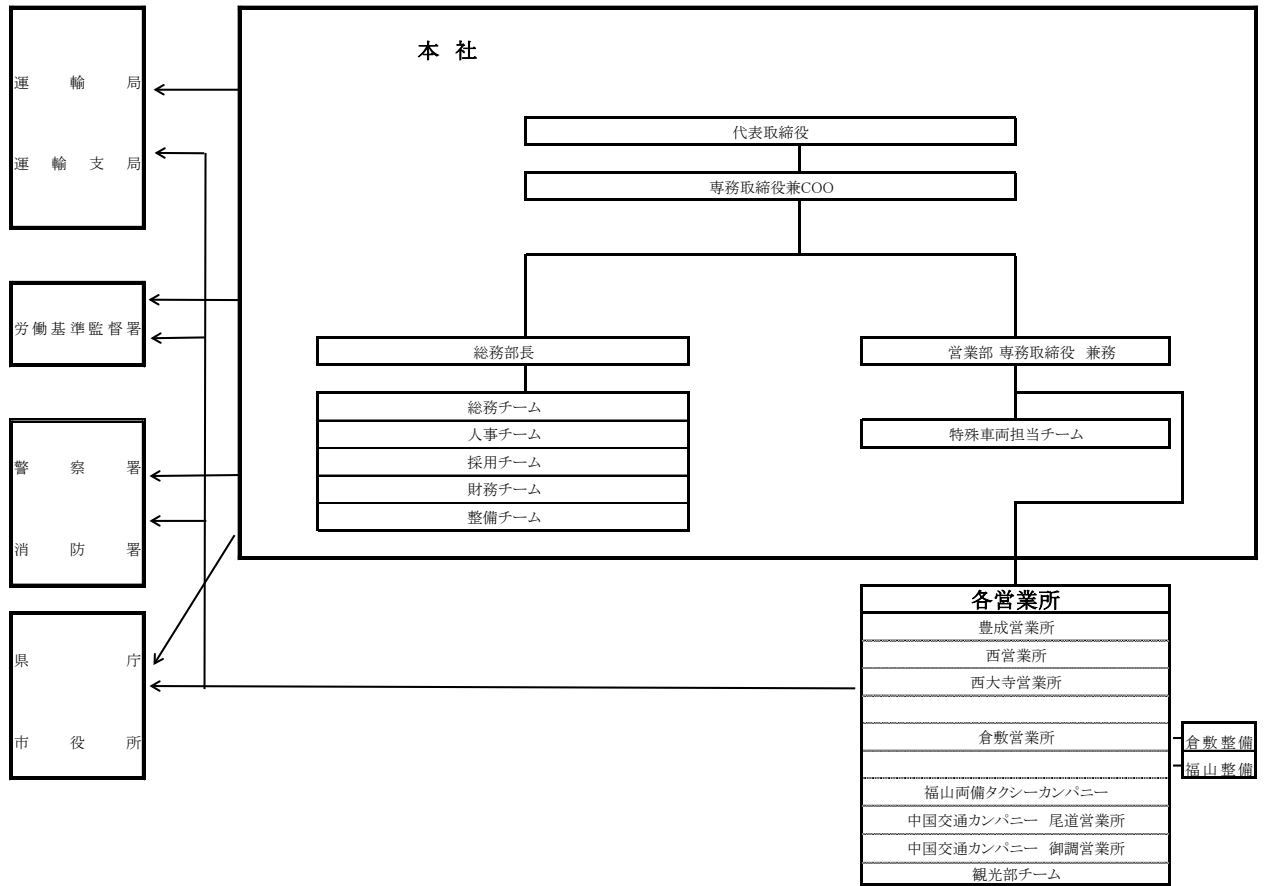 運輸局
運輸支局
労働基準監督署
警察署
消防署
県庁
市役所
本 社
代表取締役
専務取締役兼COO
総務部長
総務チーム
人事チーム
採用チーム
財務チーム
整備チーム
営業部 専務取締役 兼務
特殊車両担当チーム
各営業所
豊成営業所
西営業所
西大寺営業所
倉敷営業所
福山両備タクシーカンパニー
中国交通カンパニー 尾道営業所
中国交通カンパニー 御調営業所
観光部チーム
倉敷整備
福山整備